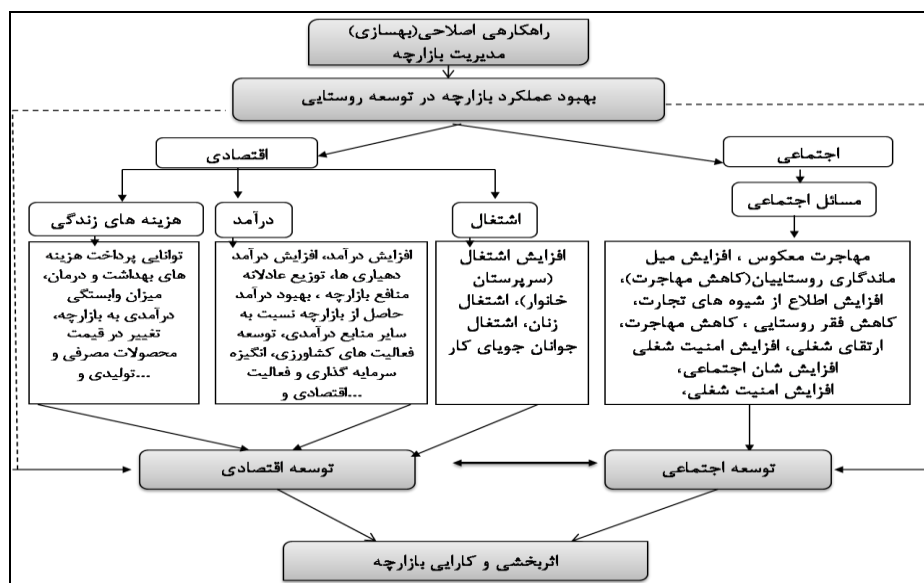 راهکارهی اصلاحی(بهسازی)
مدیریت بازارچه
بهبود عملکرد بازارچه در توسعه روستایی
اجتماعی
اقتصادی
مسائل اجتماعی
اشتغال
درآمد
هزینه های زندگی
مهاجرت معکوس ، افزایش میل
ماندگاری روستاییان(کاهش مهاجرت)،
افزایش اطلاع از شیوه های تجارت،
کاهش فقر روستایی ، کاهش مهاجرت،
ارتقای شغلی، افزایش امنیت شغلی
افزایش شان اجتماعی،
افزایش امنیت شغلی،
افزایش اشتغال
(سرپرستان
خانوار)، اشتغال
زنان، اشتغال
جوانان جویای کار
افزایش درآمد، افزایش درآمد
دهیاری ها، توزیع عادلانه
منافع بازارچه ، بهبود درآمد
حاصل از بازارچه نسبت به
سایر منابع درآمدی، توسعه
فعالیت های کشاورزی، انگیزه
سرمایه گذاری و فعالیت
اقتصادی و...
توانایی پرداخت هزینه
های بهداشت و درمان،
میزان وابستگی
درآمدی به بازارچه،
تغییر در قیمت
محصولات مصرفی و
تولیدی و...
توسعه اجتماعی
توسعه اقتصادی
اثربخشی و کارایی بازارچه